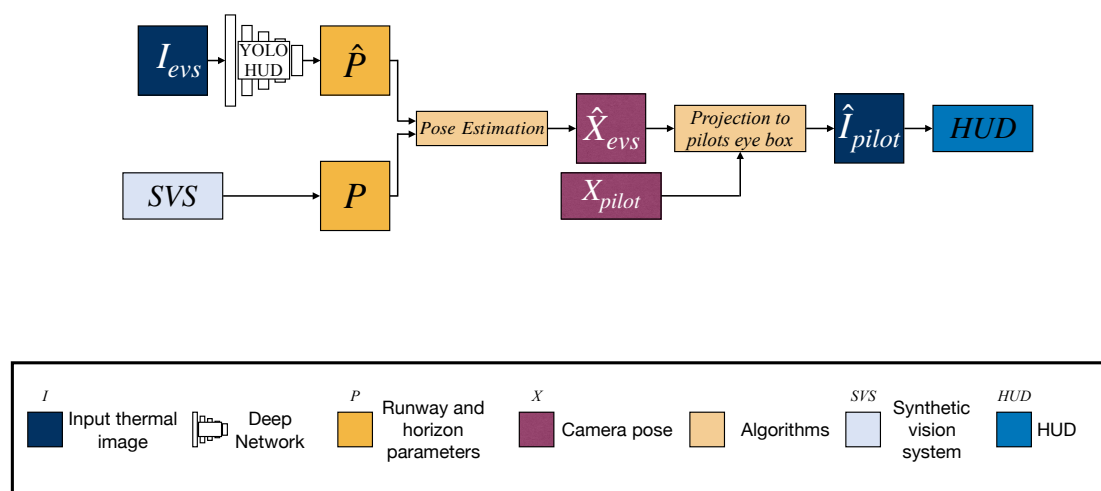 I_evs
YOLO
HUD
P̂
Pose Estimation
X̂_evs
Projection to
pilots eye box
Î_pilot
HUD
SVS
P
X_pilot
I
Input thermal
image
Deep
Network
P
Runway and
horizon
parameters
X
Camera pose
Algorithms
SVS
Synthetic
vision
system
HUD
HUD